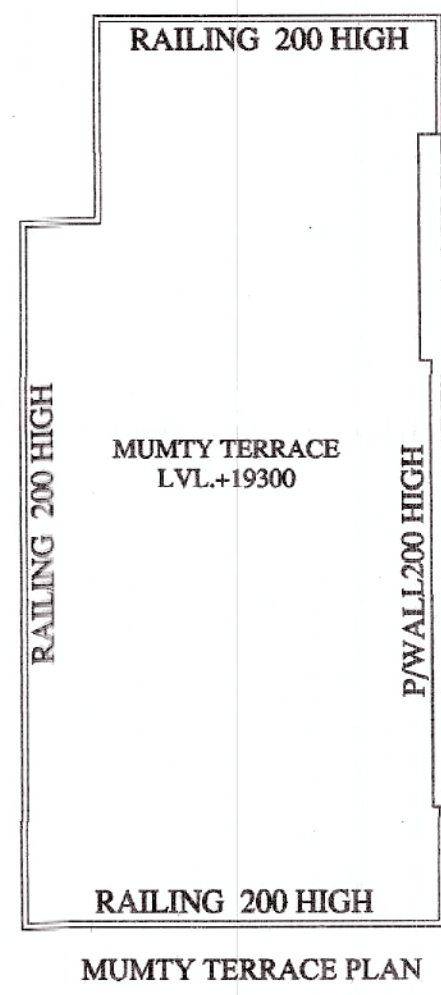 RAILING 200 HIGH
RAILING 200 HIGH
MUMTY TERRACE
LVL.+19300
P/WALL200 HIGH
RAILING 200 HIGH
MUMTY TERRACE PLAN